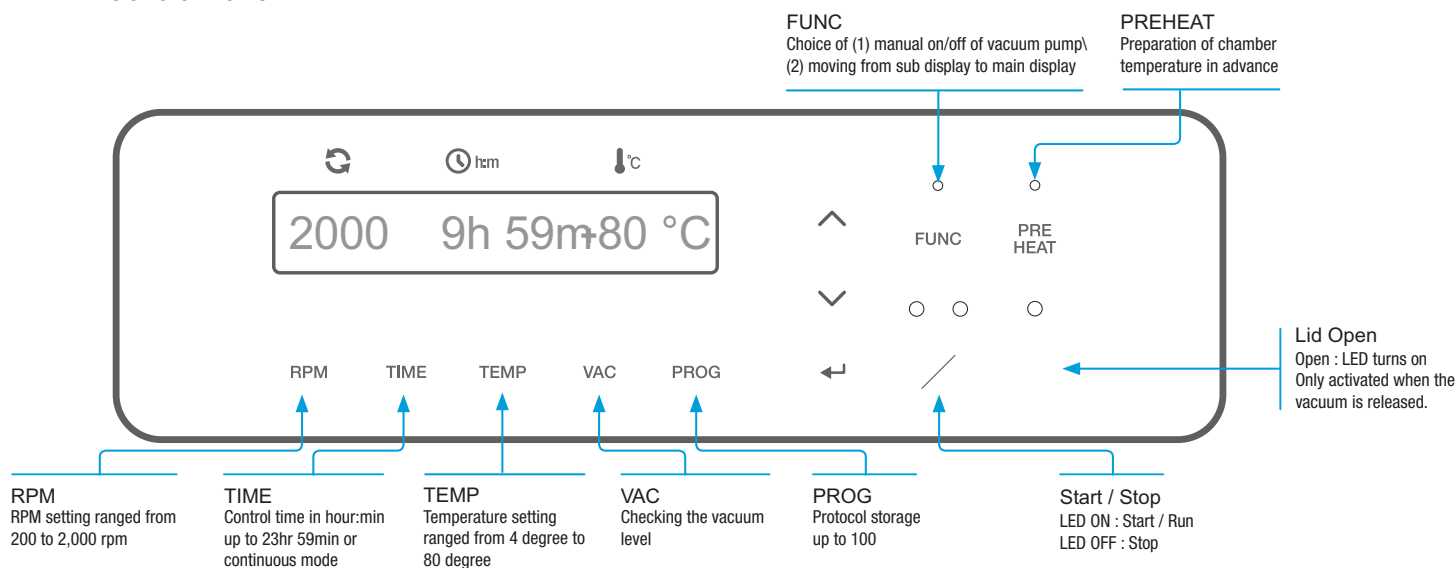 FUNC
Choice of (1) manual on/off of vacuum pump\
(2) moving from sub display to main display
PREHEAT
Preparation of chamber
temperature in advance
h:m
°C
2000 9h 59m+80 °C
FUNC
PRE
HEAT
RPM TIME TEMP VAC PROG
Lid Open
Open : LED turns on
Only activated when the
vacuum is released.
RPM
RPM setting ranged from
200 to 2,000 rpm
TIME
Control time in hour:min
up to 23hr 59min or
continuous mode
TEMP
Temperature setting
ranged from 4 degree to
80 degree
VAC
Checking the vacuum
level
PROG
Protocol storage
up to 100
Start / Stop
LED ON : Start / Run
LED OFF : Stop